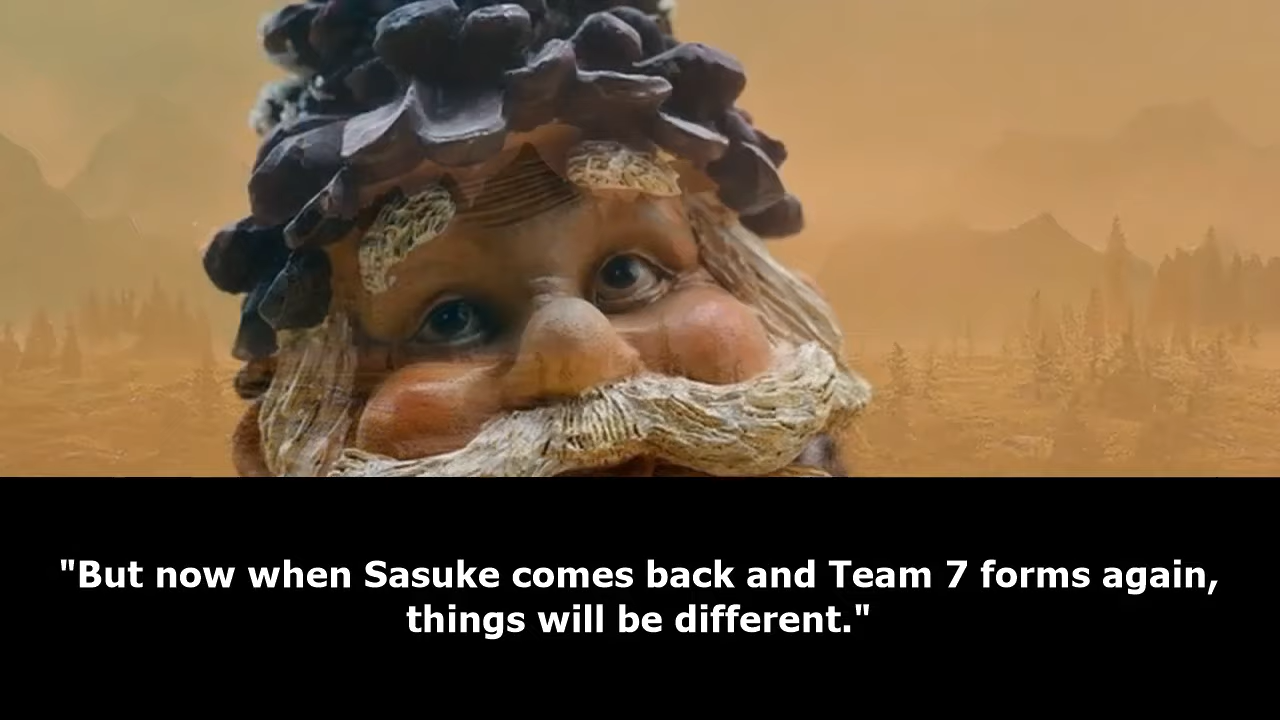 "But now when Sasuke comes back and Team 7 forms again,
things will be different."